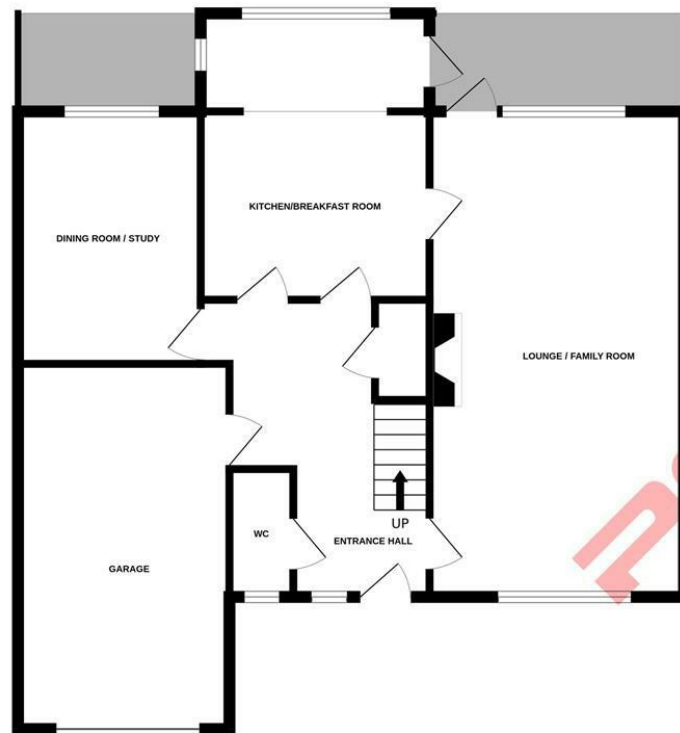 KITCHEN/BREAKFAST ROOM
DINING ROOM / STUDY
LOUNGE / FAMILY ROOM
UP
WC
ENTRANCE HALL
GARAGE